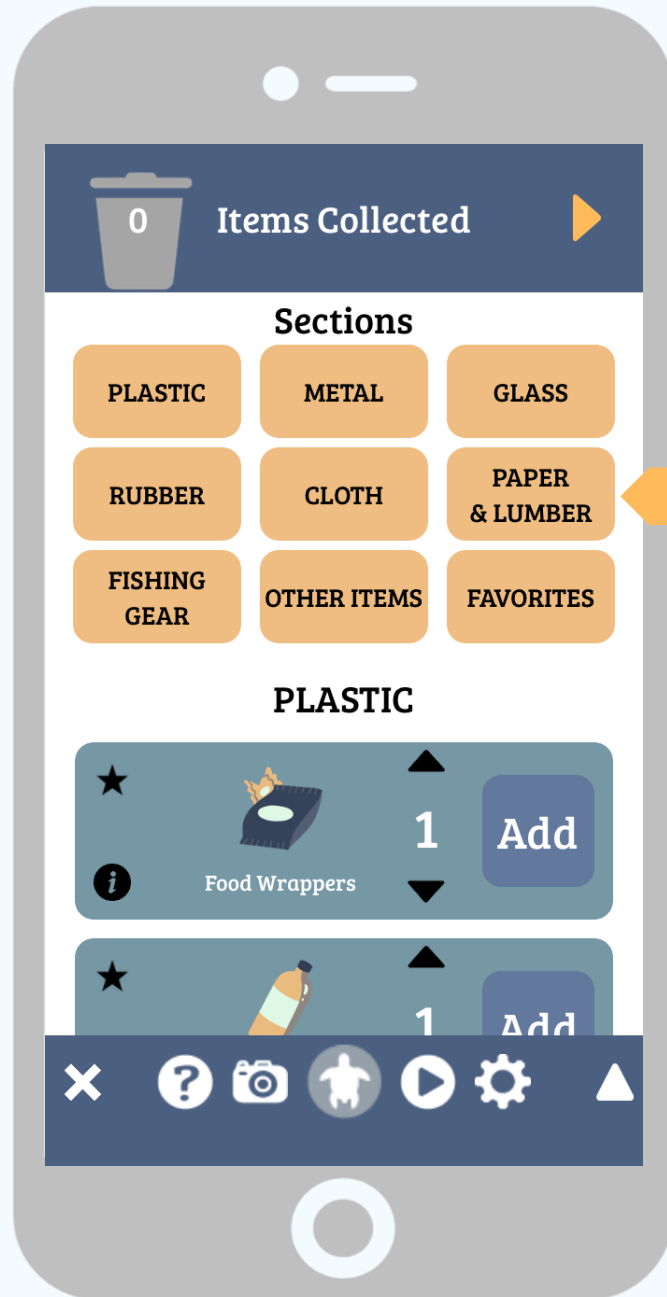 0
Items Collected
Sections
PLASTIC
METAL
GLASS
RUBBER
CLOTH
PAPER
& LUMBER
FISHING
GEAR
OTHER ITEMS
FAVORITES
PLASTIC
1
Add
i
Food Wrappers
1
Add
?